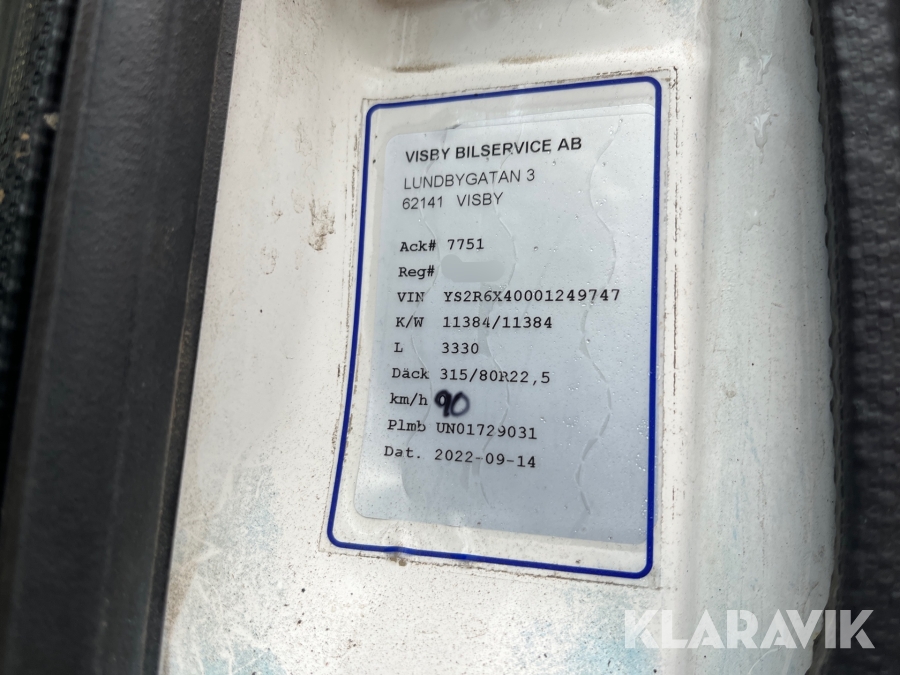 VISBY BILSERVICE AB
LUNDBYGATAN 3
62141 VISBY
Ack# 7751
Reg#
VIN YS2R6X40001249747
K/W 11384/11384
L 3330
Däck 315/80R22,5
km/h 90
Plmb UN01729031
Dat. 2022-09-14
KLARAVIK